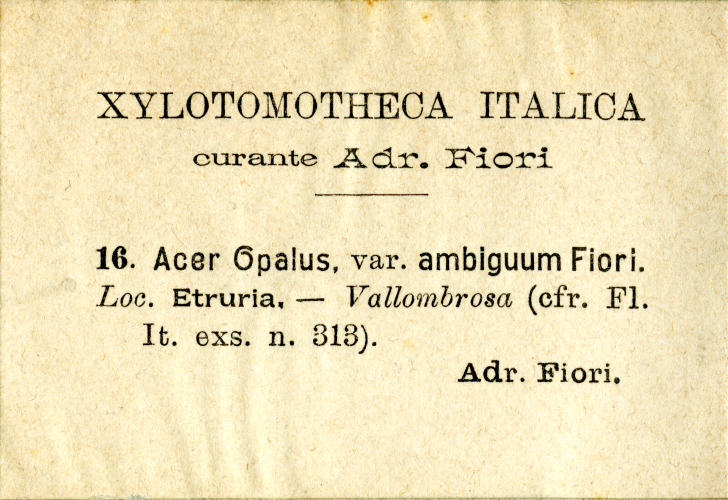 XYLOTOMOTHECA ITALICA
curante Adr. Fiori
16. Acer Opalus, var. ambiguum Fiori.
Loc. Etruria, — Vallombrosa (cfr. Fl.
It. exs. n. 313).
Adr. Fiori.